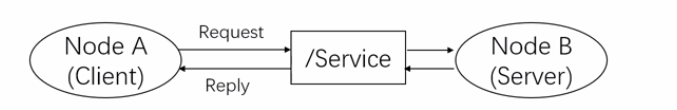 Node A
(Client)
Request
Reply
/Service
Node B
(Server)